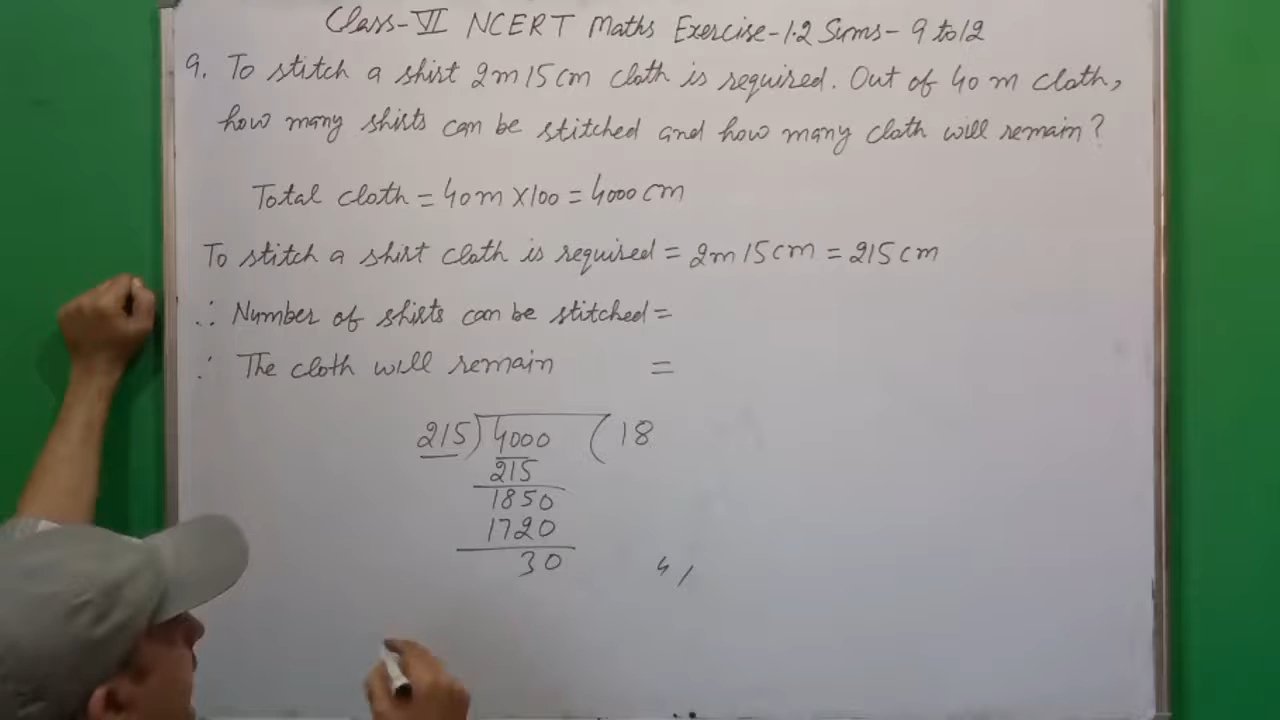 Class-VI NCERT Maths Exercise-1.2 Sums- 9 to 12
9. To stitch a shirt 2m 15cm cloth is required. Out of 40 m cloth,
how many shirts can be stitched and how many cloth will remain?
Total cloth = 40m ×100 = 4000 cm
To stitch a shirt cloth is required = 2m 15cm = 215 cm
∴ Number of shirts can be stitched =
∴ The cloth will remain =
215) 4000 (18
215
1850
1720
30
4